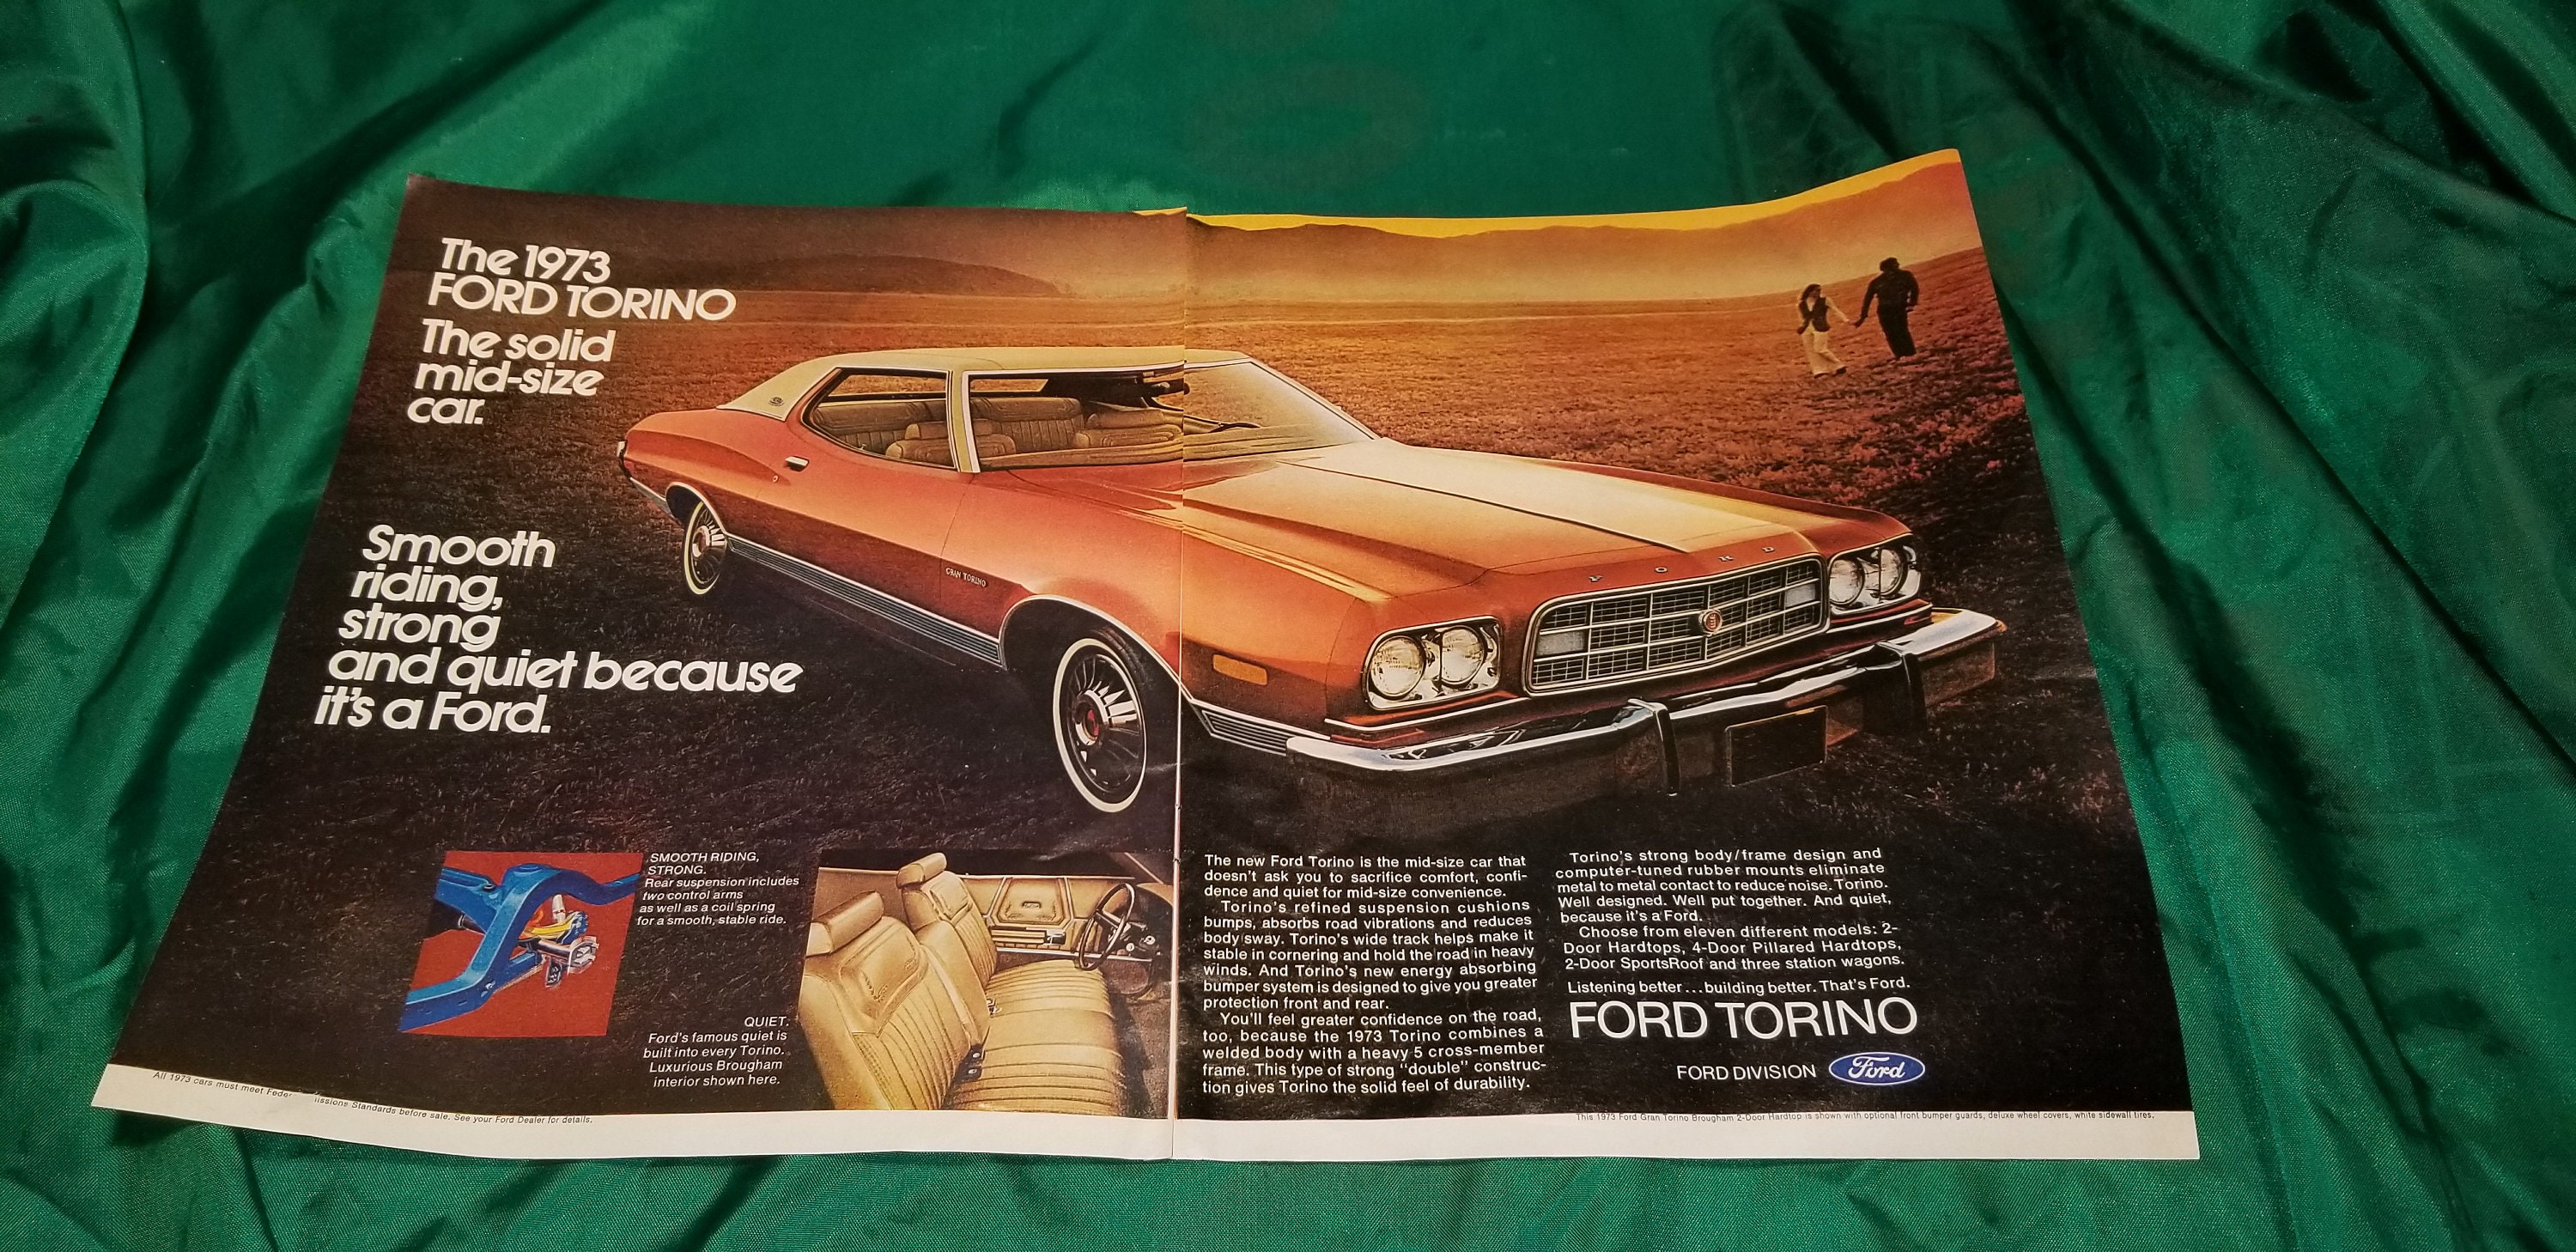 The 1973
FORD TORINO
The solid
mid-size
car.
Smooth
riding,
strong
and quiet because
it's a Ford.
GRAN TORINO
FORD
SMOOTH RIDING,
STRONG.
Rear suspension includes
two control arms
as well as a coil spring
for a smooth, stable ride.
QUIET.
Ford's famous quiet is
built into every Torino.
Luxurious Brougham
interior shown here.
The new Ford Torino is the mid-size car that
doesn't ask you to sacrifice comfort, confi-
dence and quiet for mid-size convenience.
Torino's refined suspension cushions
bumps, absorbs road vibrations and reduces
body sway. Torino's wide track helps make it
stable in cornering and hold the road in heavy
winds. And Torino's new energy absorbing
bumper system is designed to give you greater
protection front and rear.
You'll feel greater confidence on the road,
too, because the 1973 Torino combines a
welded body with a heavy 5 cross-member
frame. This type of strong "double" construc-
tion gives Torino the solid feel of durability.
Torino's strong body/frame design and
computer-tuned rubber mounts eliminate
metal to metal contact to reduce noise. Torino.
Well designed. Well put together. And quiet,
because it's a Ford.
Choose from eleven different models: 2-
Door Hardtops, 4-Door Pillared Hardtops,
2-Door SportsRoof and three station wagons.
Listening better...building better. That's Ford.
FORD TORINO
FORD DIVISION Ford
All 1973 cars must meet Fede
issions Standards before sale. See your Ford Dealer for details.
This 1973 Ford Gran Torino Brougham 2-Door Hardtop is shown with optional front bumper guards, deluxe wheel covers, white sidewall tires.